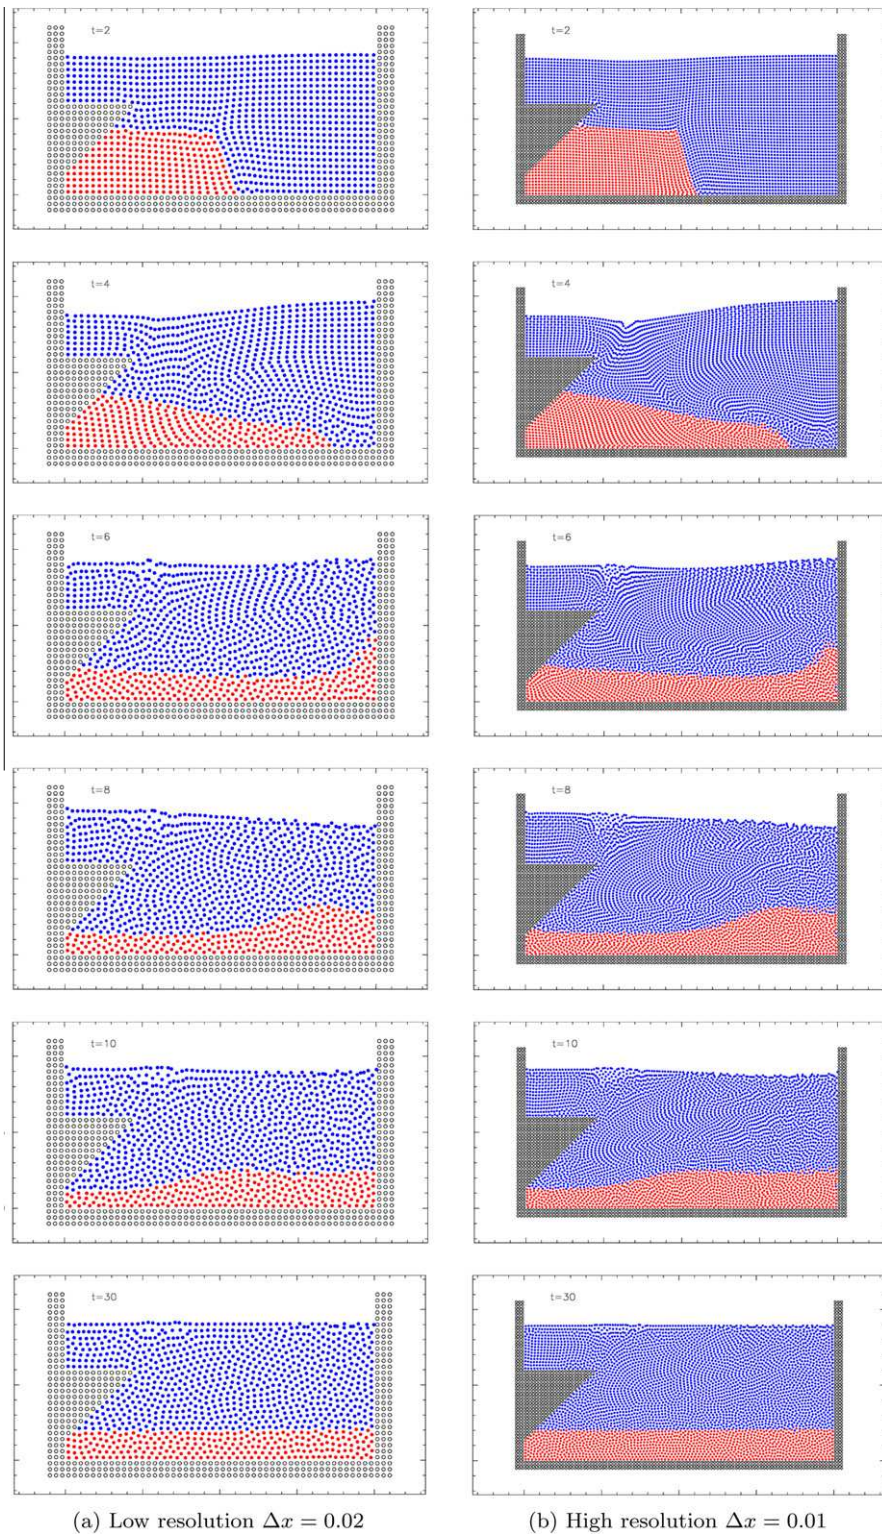 t=2
t=2
t=4
t=4
t=6
t=6
t=8
t=8
t=10
t=10
t=30
t=30
(a) Low resolution Δx = 0.02
(b) High resolution Δx = 0.01